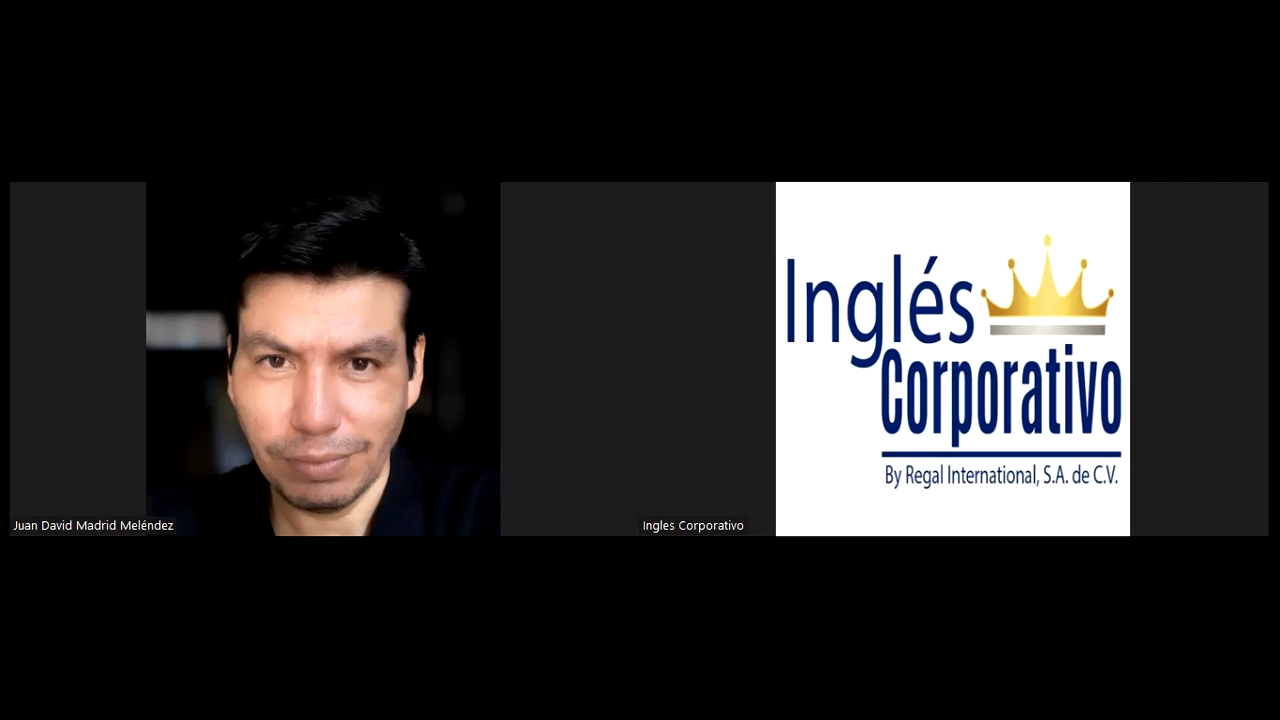 Inglés
Corporativo
By Regal International, S.A. de C.V.
Juan David Madrid Meléndez
Ingles Corporativo